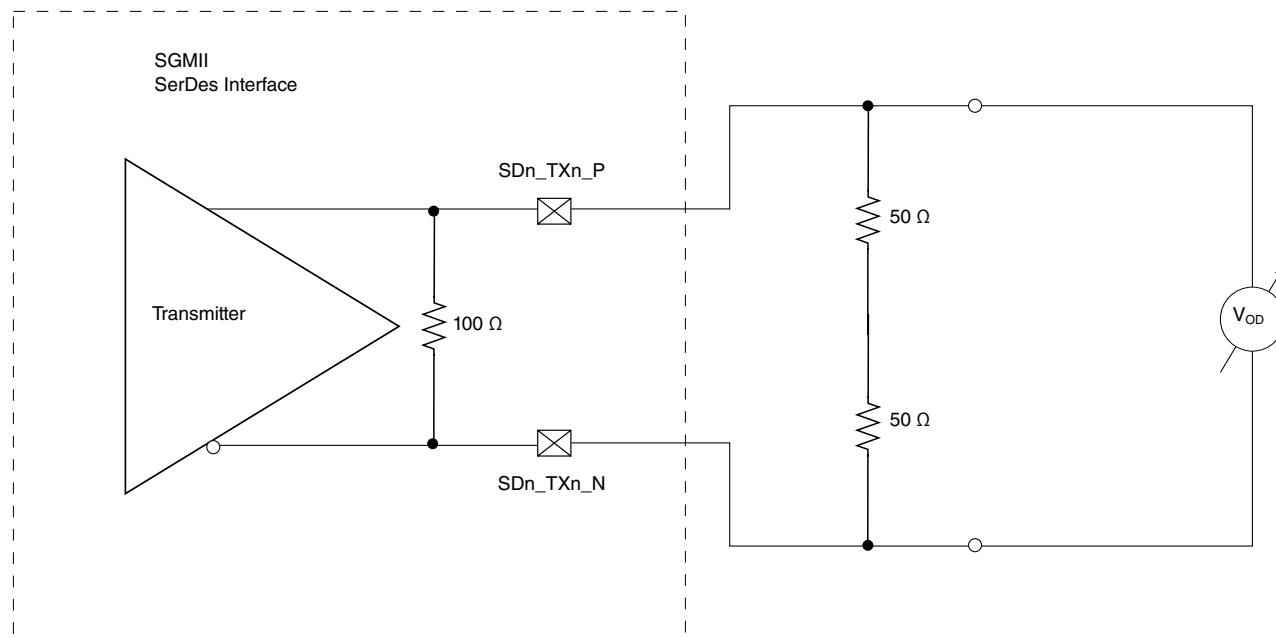 SGMII
SerDes Interface
SDn_TXn_P
50 Ω
Transmitter
100 Ω
VOD
50 Ω
SDn_TXn_N